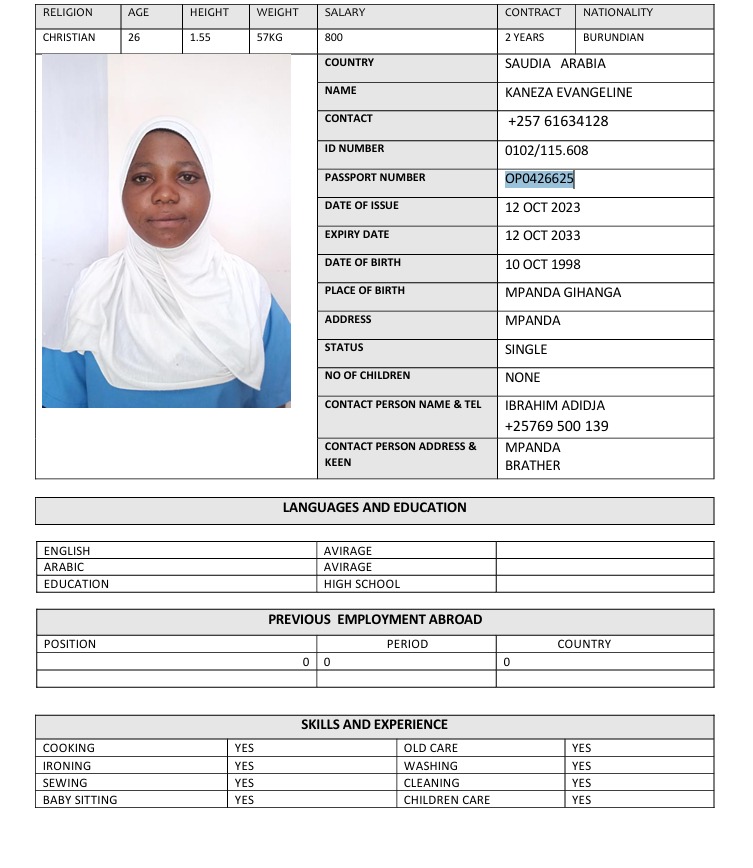 RELIGION AGE HEIGHT WEIGHT SALARY CONTRACT NATIONALITY
CHRISTIAN 26 1.55 57KG 800 2 YEARS BURUNDIAN
COUNTRY SAUDIA ARABIA
NAME KANEZA EVANGELINE
CONTACT +257 61634128
ID NUMBER 0102/115.608
PASSPORT NUMBER OP0426625
DATE OF ISSUE 12 OCT 2023
EXPIRY DATE 12 OCT 2033
DATE OF BIRTH 10 OCT 1998
PLACE OF BIRTH MPANDA GIHANGA
ADDRESS MPANDA
STATUS SINGLE
NO OF CHILDREN NONE
CONTACT PERSON NAME & TEL IBRAHIM ADIDJA
+25769 500 139
CONTACT PERSON ADDRESS & MPANDA
KEEN BRATHER
LANGUAGES AND EDUCATION
ENGLISH AVIRAGE
ARABIC AVIRAGE
EDUCATION HIGH SCHOOL
PREVIOUS EMPLOYMENT ABROAD
POSITION PERIOD COUNTRY
0 0 0
SKILLS AND EXPERIENCE
COOKING YES OLD CARE YES
IRONING YES WASHING YES
SEWING YES CLEANING YES
BABY SITTING YES CHILDREN CARE YES